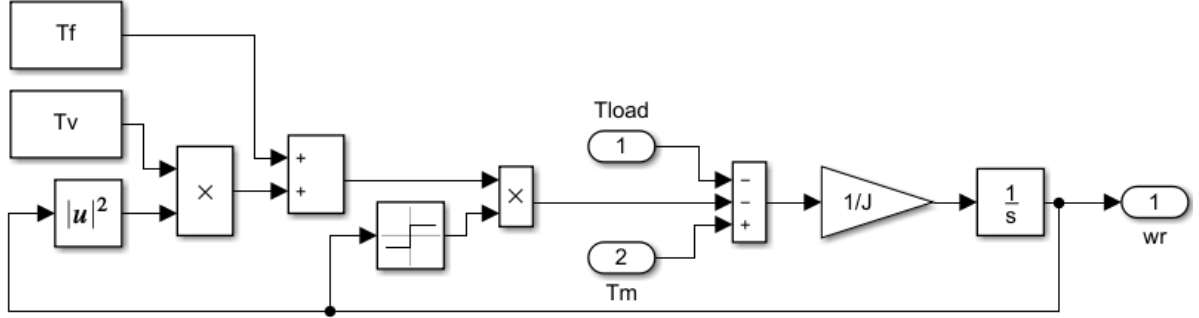 Tf
Tv
|u|²
×
+
+
×
Tload
1
−
−
+
2
Tm
1/J
1
s
1
wr